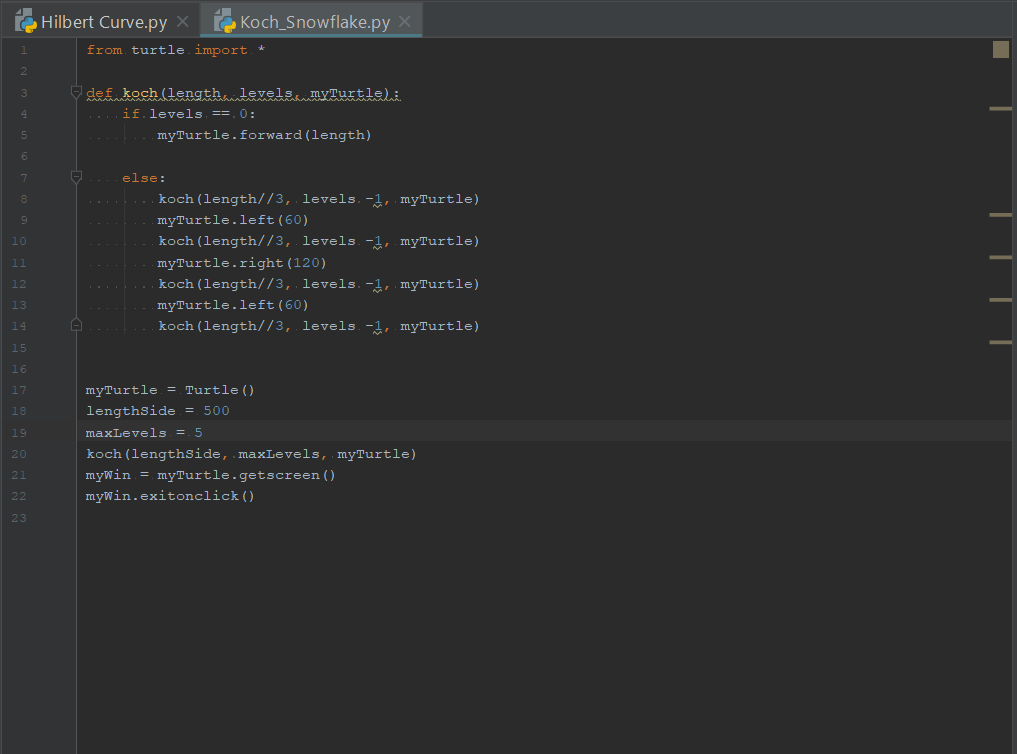 Hilbert Curve.py Koch_Snowflake.py
1 from turtle import *
2
3 def koch(length, levels, myTurtle):
4     if levels == 0:
5         myTurtle.forward(length)
6
7     else:
8         koch(length//3, levels -1, myTurtle)
9         myTurtle.left(60)
10         koch(length//3, levels -1, myTurtle)
11         myTurtle.right(120)
12         koch(length//3, levels -1, myTurtle)
13         myTurtle.left(60)
14         koch(length//3, levels -1, myTurtle)
15
16
17 myTurtle = Turtle()
18 lengthSide = 500
19 maxLevels = 5
20 koch(lengthSide, maxLevels, myTurtle)
21 myWin = myTurtle.getscreen()
22 myWin.exitonclick()
23